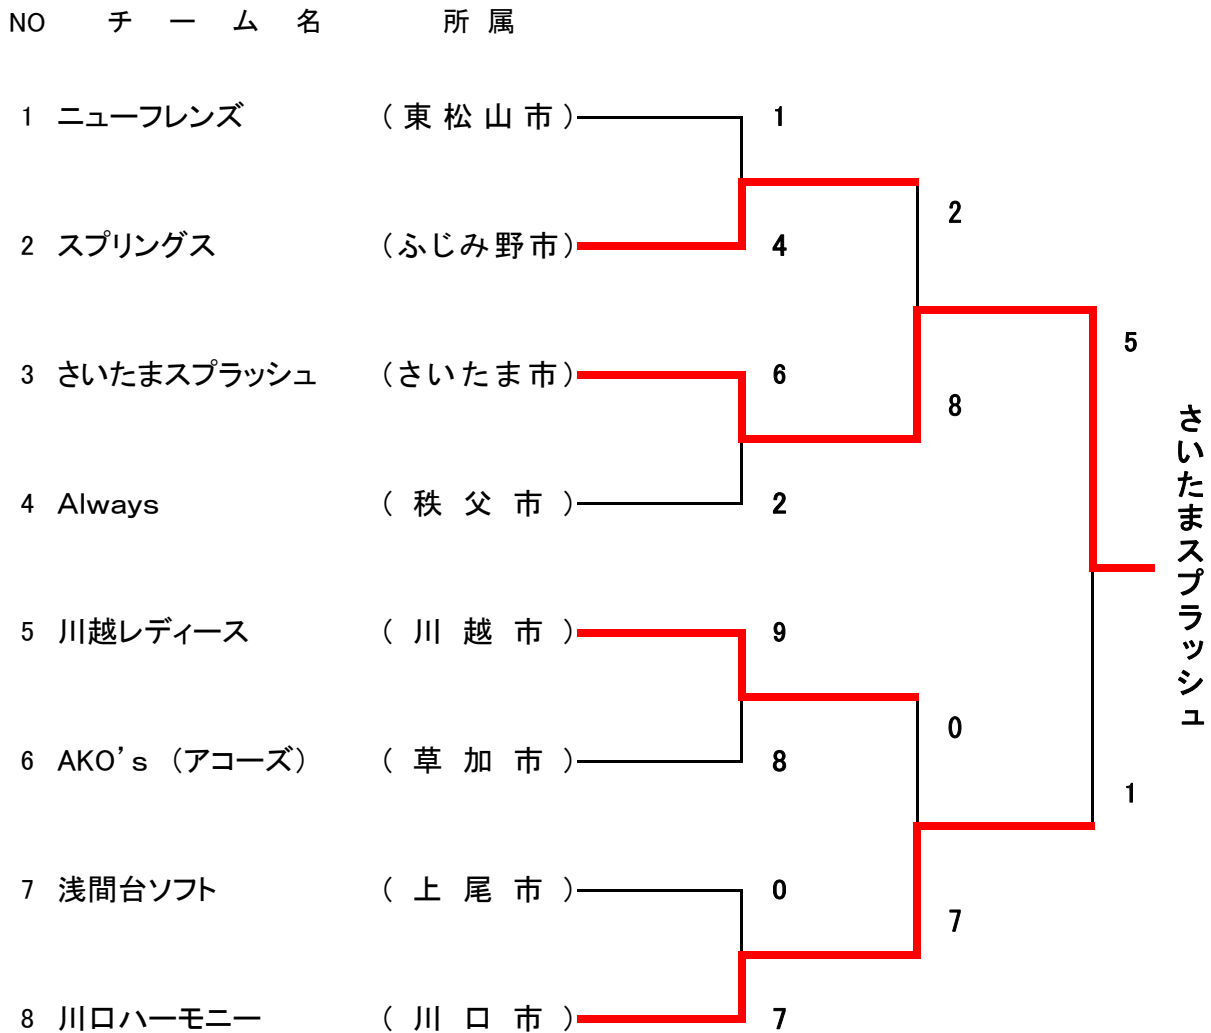 NO チーム名 所属
1 ニューフレンズ (東松山市) 1
2
2 スプリングス (ふじみ野市) 4
5
3 さいたまスプラッシュ (さいたま市) 6
8
さいたまスプラッシュ
4 Always (秩父市) 2
5 川越レディース (川越市) 9
0
6 AKO's (アコーズ) (草加市) 8
1
7 浅間台ソフト (上尾市) 0
7
8 川口ハーモニー (川口市) 7